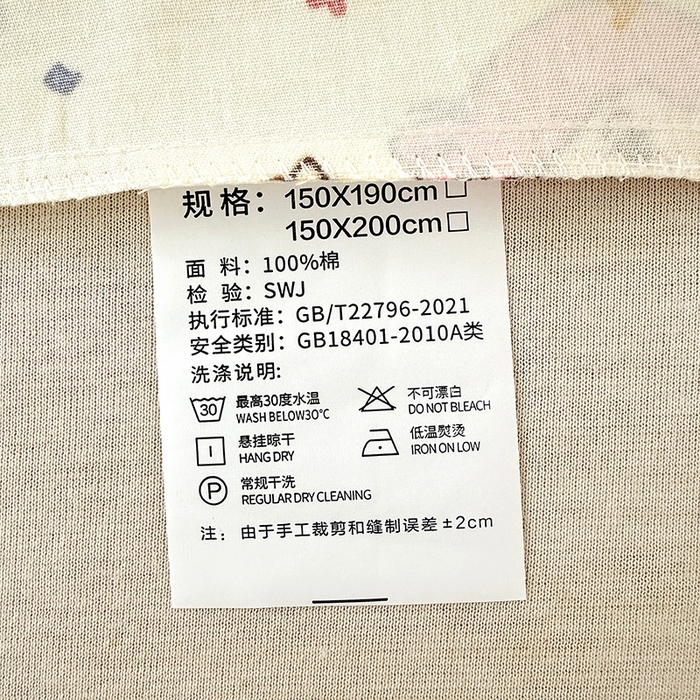 规格：150X190cm□
150X200cm□
面 料：100%棉
检 验：SWJ
执行标准：GB/T22796-2021
安全类别：GB18401-2010A类
洗涤说明:
30 最高30度水温 不可漂白
WASH BELOW30°C DO NOT BLEACH
悬挂晾干 低温熨烫
HANG DRY IRON ON LOW
P 常规干洗
REGULAR DRY CLEANING
注：由于手工裁剪和缝制误差±2cm